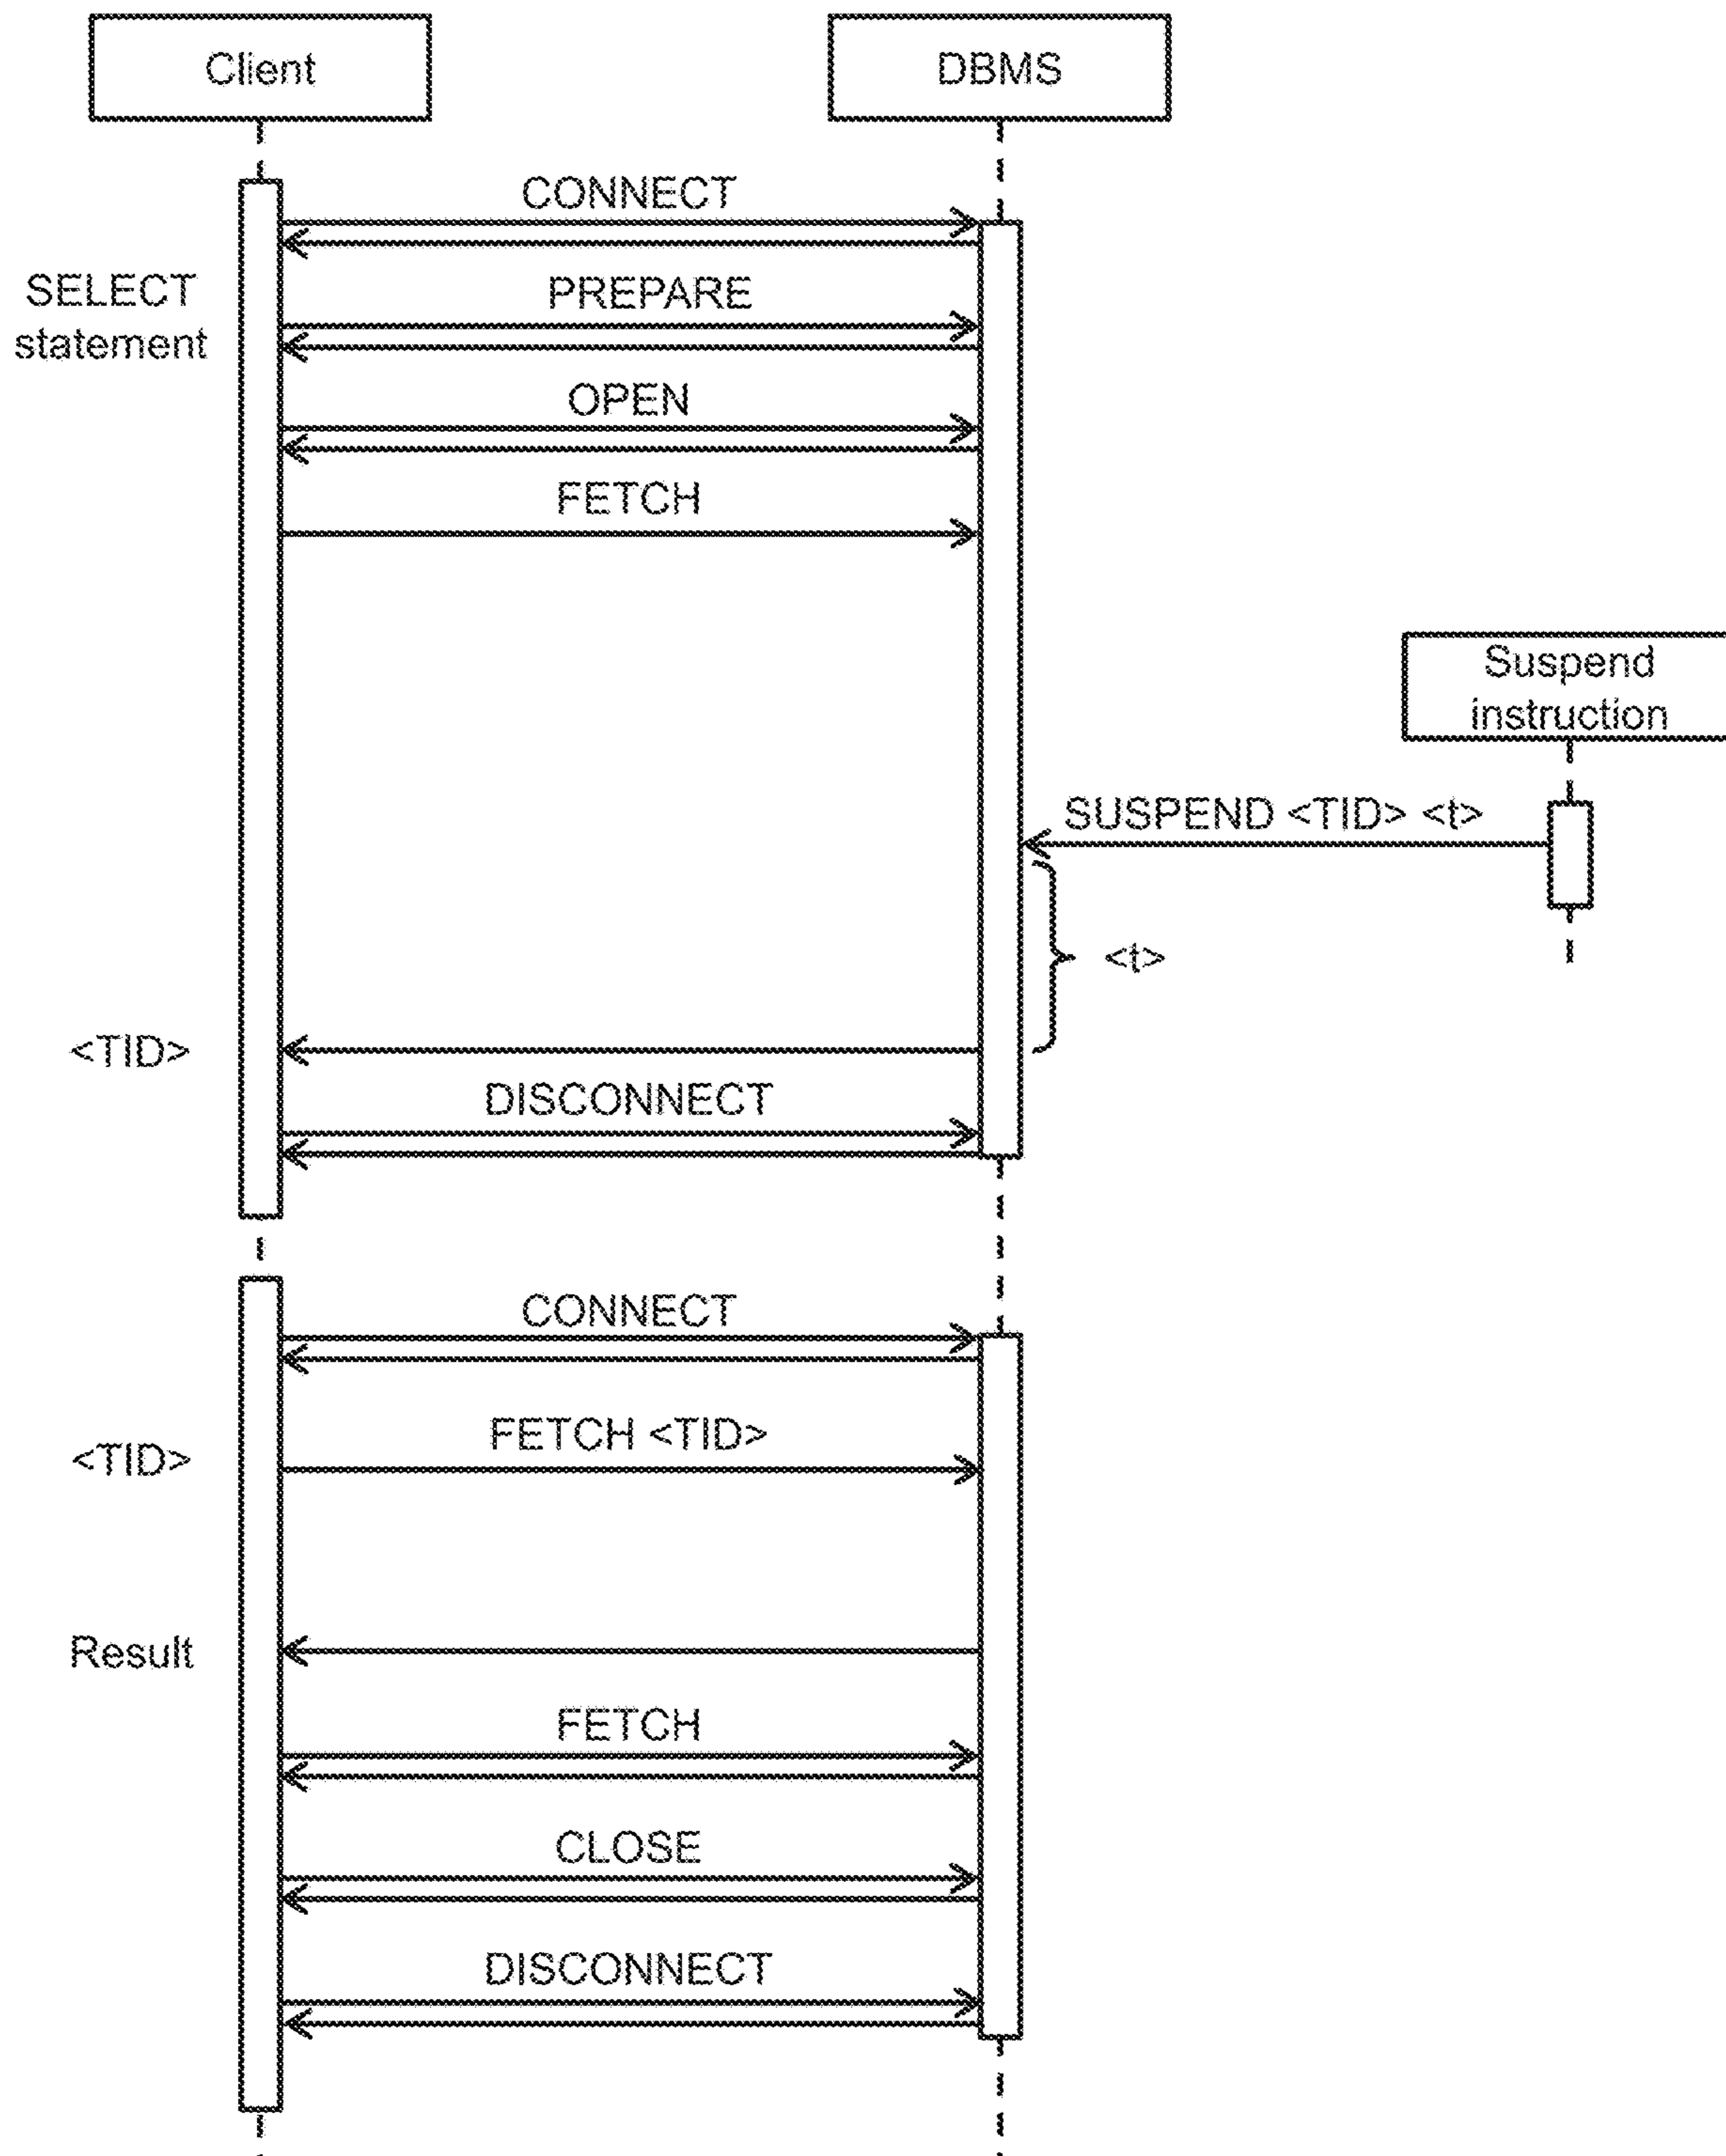 Client
DBMS
CONNECT
SELECT
statement
PREPARE
OPEN
FETCH
Suspend
instruction
SUSPEND <TID> <t>
<t>
<TID>
DISCONNECT
CONNECT
FETCH <TID>
<TID>
Result
FETCH
CLOSE
DISCONNECT